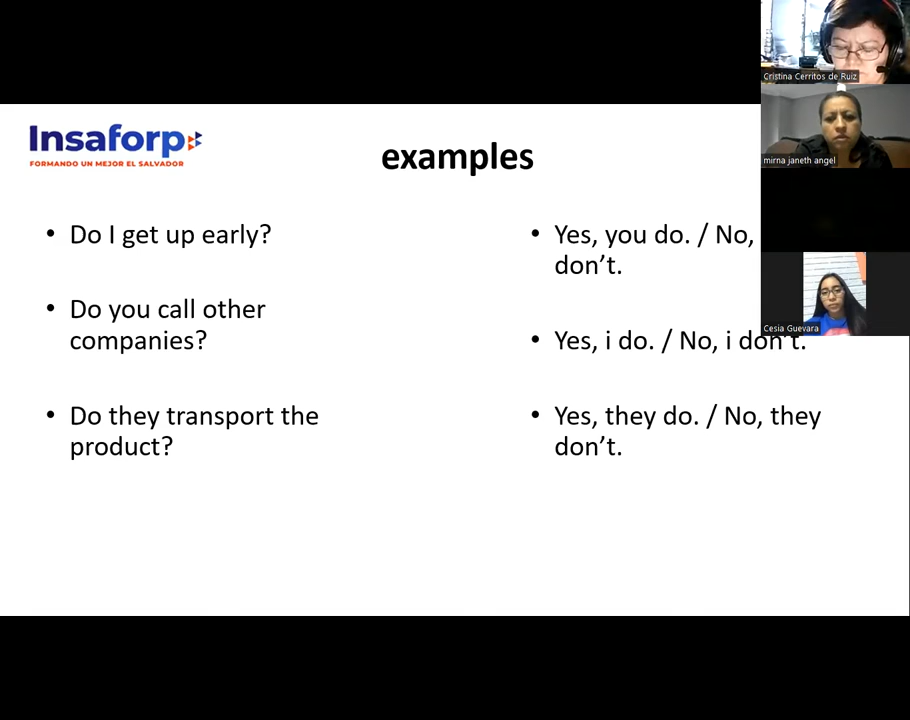 Cristina Cerritos de Ruiz
mirna janeth angel
Cesia Guevara
Insaforp
FORMANDO UN MEJOR EL SALVADOR
examples
• Do I get up early?
• Do you call other
companies?
• Do they transport the
product?
• Yes, you do. / No,
don’t.
• Yes, i do. / No, i don’t.
• Yes, they do. / No, they
don’t.